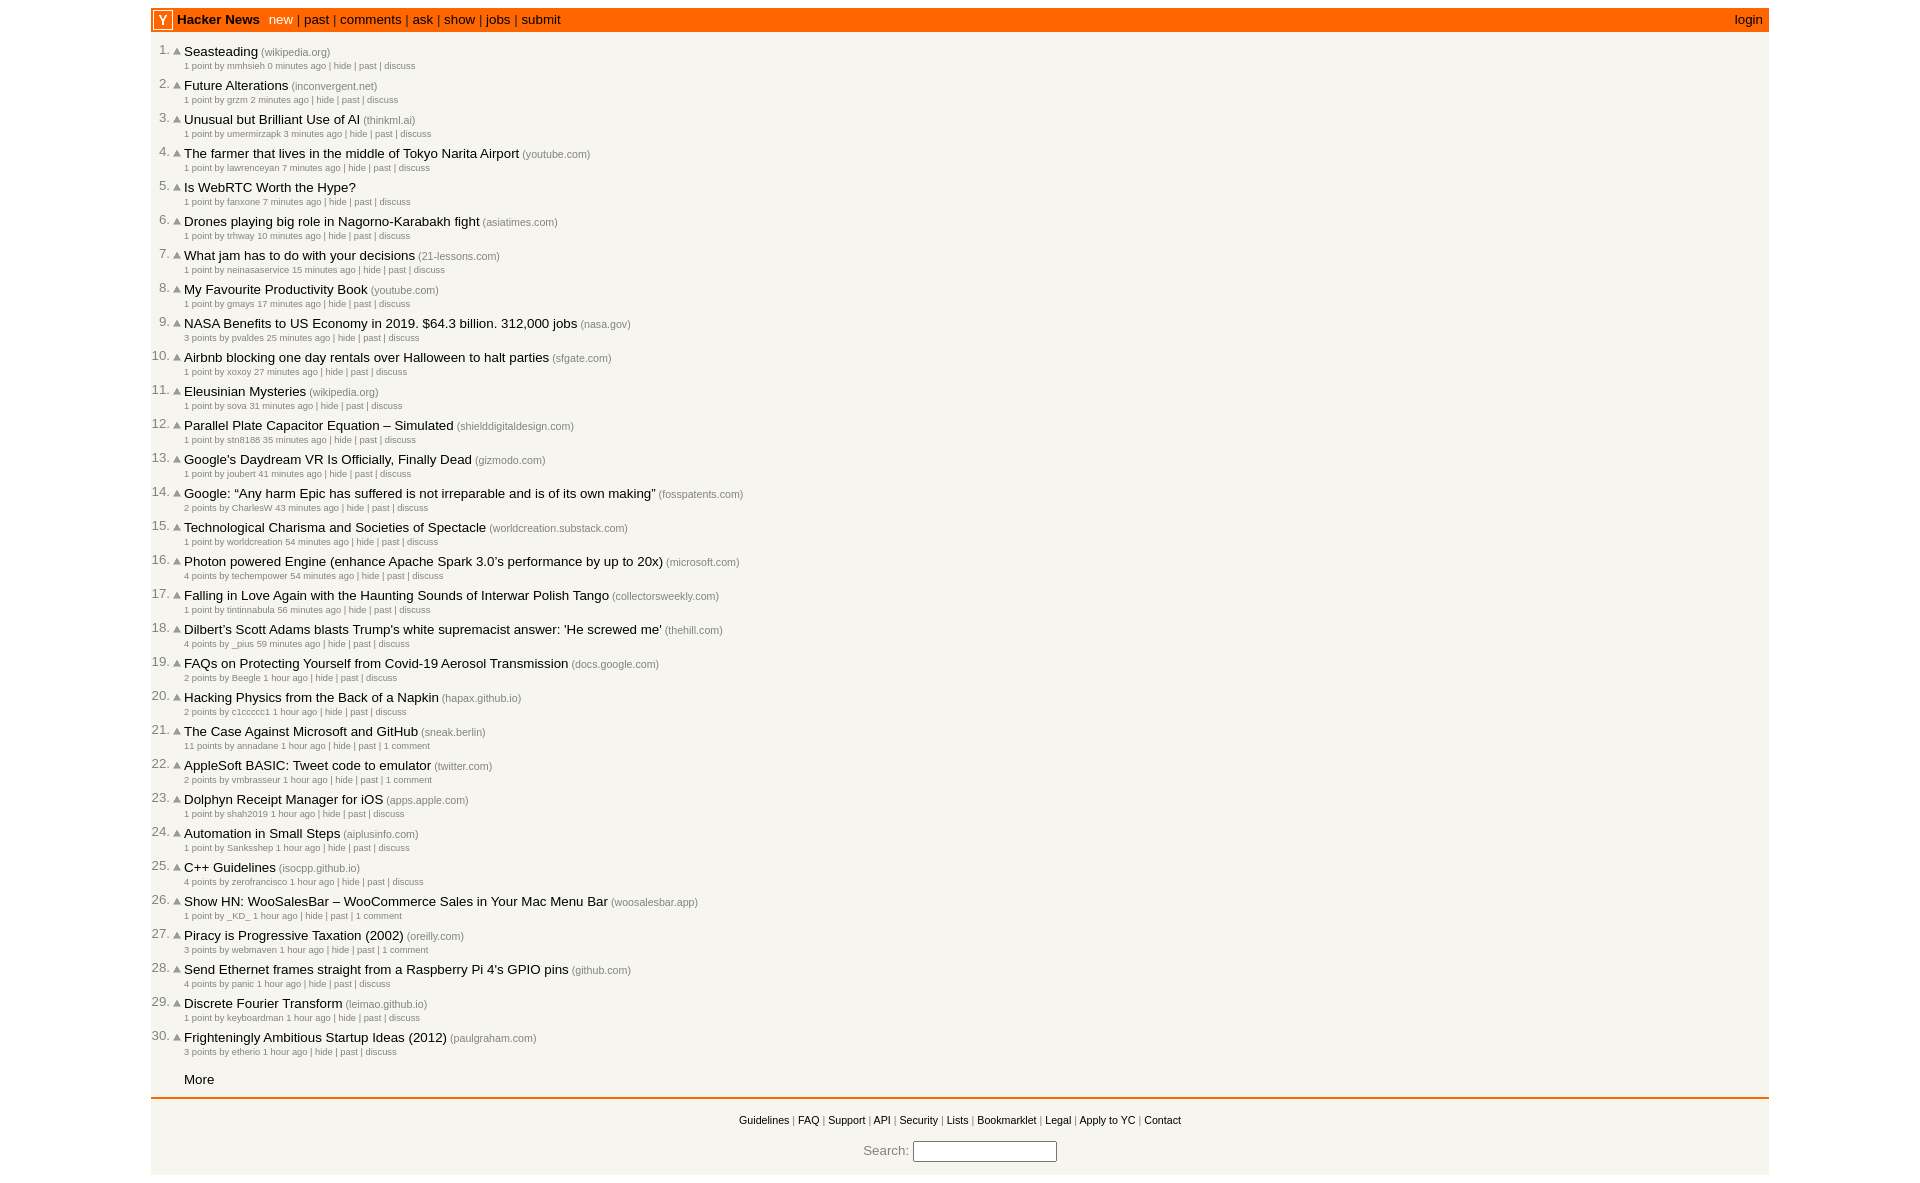 Y Hacker News new | past | comments | ask | show | jobs | submit login
1. Seasteading (wikipedia.org)
1 point by mmhsieh 0 minutes ago | hide | past | discuss
2. Future Alterations (inconvergent.net)
1 point by grzm 2 minutes ago | hide | past | discuss
3. Unusual but Brilliant Use of AI (thinkml.ai)
1 point by umermirzapk 3 minutes ago | hide | past | discuss
4. The farmer that lives in the middle of Tokyo Narita Airport (youtube.com)
1 point by lawrenceyan 7 minutes ago | hide | past | discuss
5. Is WebRTC Worth the Hype?
1 point by fanxone 7 minutes ago | hide | past | discuss
6. Drones playing big role in Nagorno-Karabakh fight (asiatimes.com)
1 point by trhway 10 minutes ago | hide | past | discuss
7. What jam has to do with your decisions (21-lessons.com)
1 point by neinasaservice 15 minutes ago | hide | past | discuss
8. My Favourite Productivity Book (youtube.com)
1 point by gmays 17 minutes ago | hide | past | discuss
9. NASA Benefits to US Economy in 2019. $64.3 billion. 312,000 jobs (nasa.gov)
3 points by pvaldes 25 minutes ago | hide | past | discuss
10. Airbnb blocking one day rentals over Halloween to halt parties (sfgate.com)
1 point by xoxoy 27 minutes ago | hide | past | discuss
11. Eleusinian Mysteries (wikipedia.org)
1 point by sova 31 minutes ago | hide | past | discuss
12. Parallel Plate Capacitor Equation – Simulated (shielddigitaldesign.com)
1 point by stn8188 35 minutes ago | hide | past | discuss
13. Google's Daydream VR Is Officially, Finally Dead (gizmodo.com)
1 point by joubert 41 minutes ago | hide | past | discuss
14. Google: “Any harm Epic has suffered is not irreparable and is of its own making” (fosspatents.com)
2 points by CharlesW 43 minutes ago | hide | past | discuss
15. Technological Charisma and Societies of Spectacle (worldcreation.substack.com)
1 point by worldcreation 54 minutes ago | hide | past | discuss
16. Photon powered Engine (enhance Apache Spark 3.0’s performance by up to 20x) (microsoft.com)
4 points by techempower 54 minutes ago | hide | past | discuss
17. Falling in Love Again with the Haunting Sounds of Interwar Polish Tango (collectorsweekly.com)
1 point by tintinnabula 56 minutes ago | hide | past | discuss
18. Dilbert’s Scott Adams blasts Trump's white supremacist answer: 'He screwed me' (thehill.com)
4 points by _pius 59 minutes ago | hide | past | discuss
19. FAQs on Protecting Yourself from Covid-19 Aerosol Transmission (docs.google.com)
2 points by Beegle 1 hour ago | hide | past | discuss
20. Hacking Physics from the Back of a Napkin (hapax.github.io)
2 points by c1ccccc1 1 hour ago | hide | past | discuss
21. The Case Against Microsoft and GitHub (sneak.berlin)
11 points by annadane 1 hour ago | hide | past | 1 comment
22. AppleSoft BASIC: Tweet code to emulator (twitter.com)
2 points by vmbrasseur 1 hour ago | hide | past | 1 comment
23. Dolphyn Receipt Manager for iOS (apps.apple.com)
1 point by shah2019 1 hour ago | hide | past | discuss
24. Automation in Small Steps (aiplusinfo.com)
1 point by Sanksshep 1 hour ago | hide | past | discuss
25. C++ Guidelines (isocpp.github.io)
4 points by zerofrancisco 1 hour ago | hide | past | discuss
26. Show HN: WooSalesBar – WooCommerce Sales in Your Mac Menu Bar (woosalesbar.app)
1 point by _KD_ 1 hour ago | hide | past | 1 comment
27. Piracy is Progressive Taxation (2002) (oreilly.com)
3 points by webmaven 1 hour ago | hide | past | 1 comment
28. Send Ethernet frames straight from a Raspberry Pi 4's GPIO pins (github.com)
4 points by panic 1 hour ago | hide | past | discuss
29. Discrete Fourier Transform (leimao.github.io)
1 point by keyboardman 1 hour ago | hide | past | discuss
30. Frighteningly Ambitious Startup Ideas (2012) (paulgraham.com)
3 points by etherio 1 hour ago | hide | past | discuss
More
Guidelines | FAQ | Support | API | Security | Lists | Bookmarklet | Legal | Apply to YC | Contact
Search: